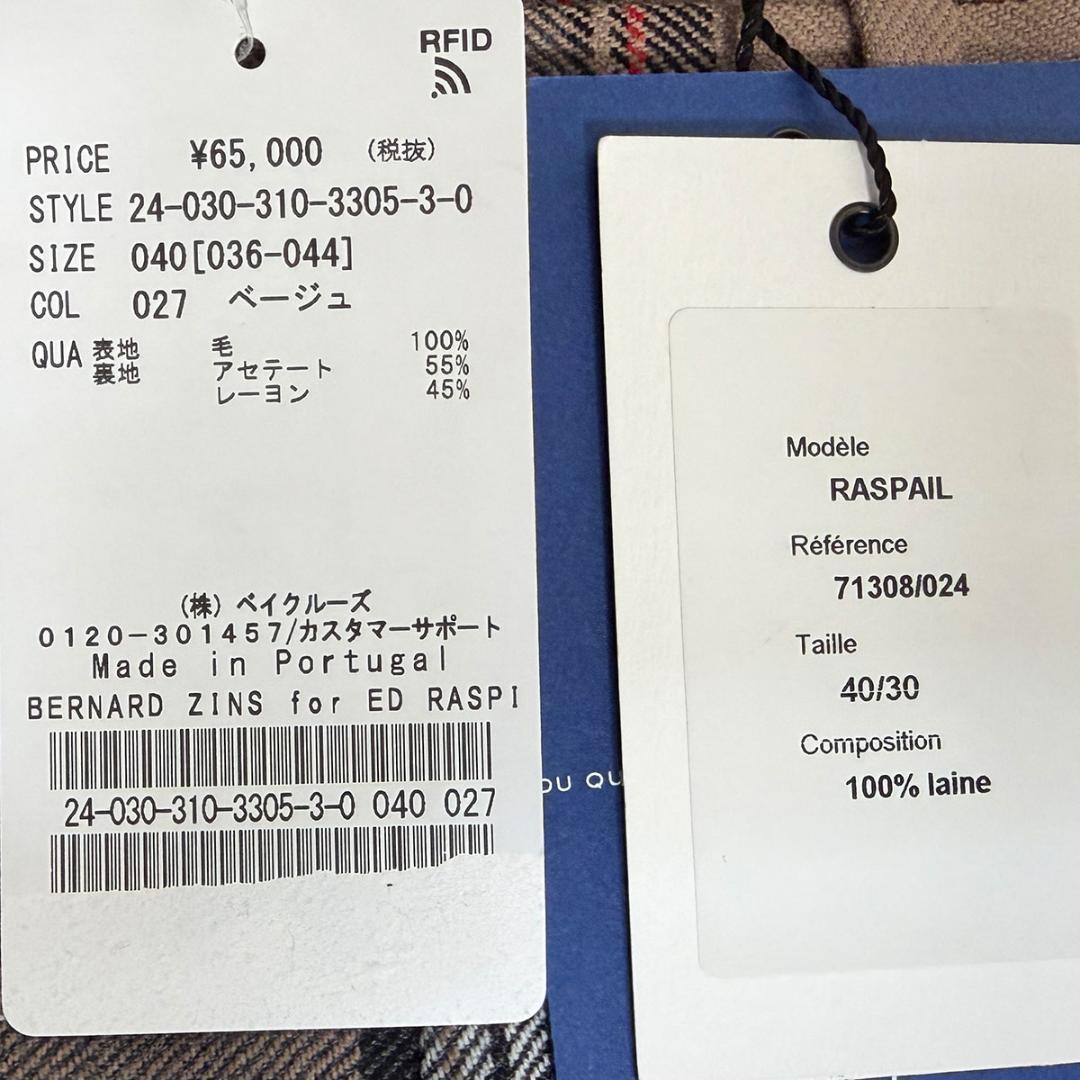 RFID
PRICE ¥65,000 (税抜)
STYLE 24-030-310-3305-3-0
SIZE 040[036-044]
COL 027 ベージュ
QUA 表地 毛 100%
裏地 アセテート 55%
レーヨン 45%
(株) ベイクルーズ
0120-301457/カスタマーサポート
Made in Portugal
BERNARD ZINS for ED RASPI
24-030-310-3305-3-0 040 027
DU QU
Modèle
RASPAIL
Référence
71308/024
Taille
40/30
Composition
100% laine